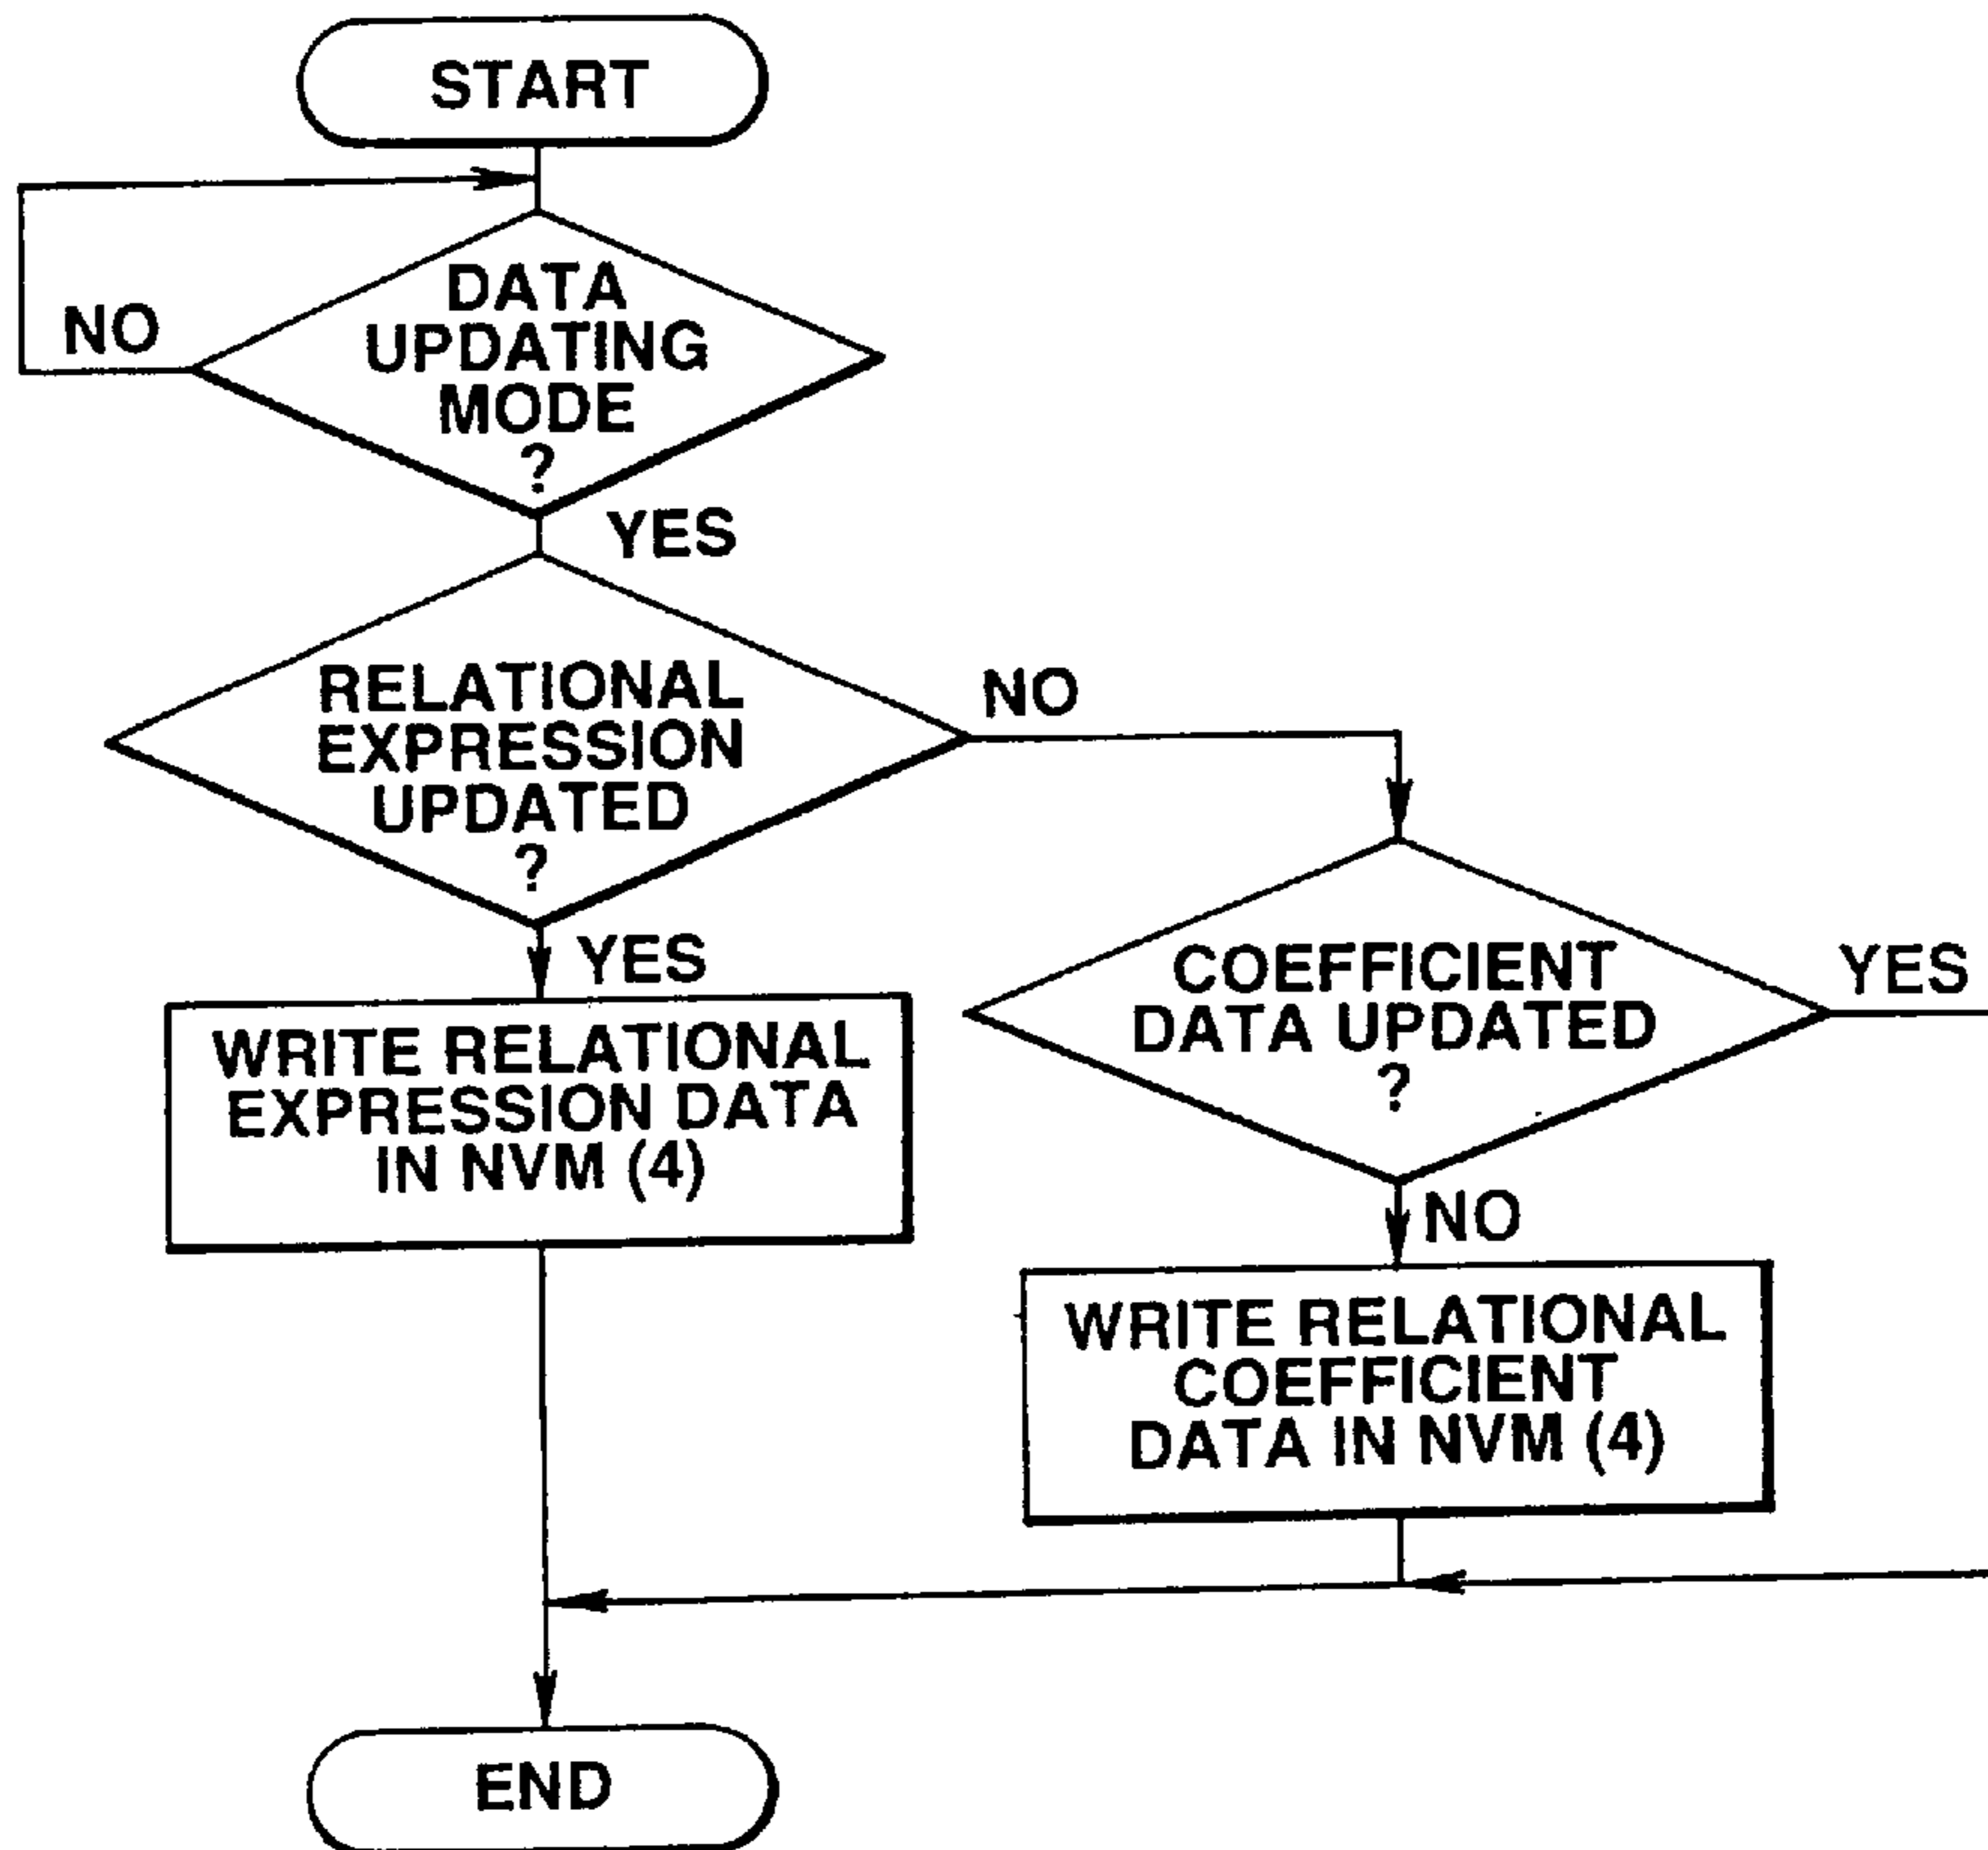 START
NO
DATA
UPDATING
MODE
?
YES
RELATIONAL
EXPRESSION
UPDATED
?
NO
YES
WRITE RELATIONAL
EXPRESSION DATA
IN NVM (4)
COEFFICIENT
DATA UPDATED
?
YES
NO
WRITE RELATIONAL
COEFFICIENT
DATA IN NVM (4)
END